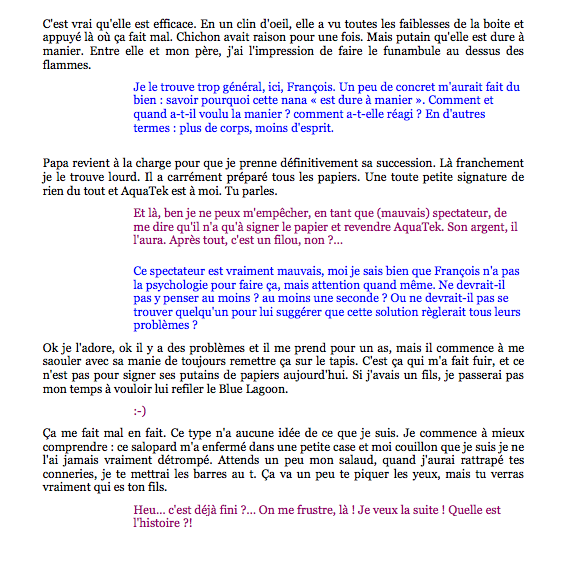 C'est vrai qu'elle est efficace. En un clin d'oeil, elle a vu toutes les faiblesses de la boite et
appuyé là où ça fait mal. Chichon avait raison pour une fois. Mais putain qu'elle est dure à
manier. Entre elle et mon père, j'ai l'impression de faire le funambule au dessus des
flammes.
Je le trouve trop général, ici, François. Un peu de concret m'aurait fait du
bien : savoir pourquoi cette nana « est dure à manier ». Comment et
quand a-t-il voulu la manier ? comment a-t-elle réagi ? En d'autres
termes : plus de corps, moins d'esprit.
Papa revient à la charge pour que je prenne définitivement sa succession. Là franchement
je le trouve lourd. Il a carrément préparé tous les papiers. Une toute petite signature de
rien du tout et AquaTek est à moi. Tu parles.
Et là, ben je ne peux m'empêcher, en tant que (mauvais) spectateur, de
me dire qu'il n'a qu'à signer le papier et revendre AquaTek. Son argent, il
l'aura. Après tout, c'est un filou, non ?...
Ce spectateur est vraiment mauvais, moi je sais bien que François n'a pas
la psychologie pour faire ça, mais attention quand même. Ne devrait-il
pas y penser au moins ? au moins une seconde ? Ou ne devrait-il pas se
trouver quelqu'un pour lui suggérer que cette solution règlerait tous leurs
problèmes ?
Ok je l'adore, ok il y a des problèmes et il me prend pour un as, mais il commence à me
saouler avec sa manie de toujours remettre ça sur le tapis. C'est ça qui m'a fait fuir, et ce
n'est pas pour signer ses putains de papiers aujourd'hui. Si j'avais un fils, je passerai pas
mon temps à vouloir lui refiler le Blue Lagoon.
:-)
Ça me fait mal en fait. Ce type n'a aucune idée de ce que je suis. Je commence à mieux
comprendre : ce salopard m'a enfermé dans une petite case et moi couillon que je suis je ne
l'ai jamais vraiment détrompé. Attends un peu mon salaud, quand j'aurai rattrapé tes
conneries, je te mettrai les barres au t. Ça va un peu te piquer les yeux, mais tu verras
vraiment qui es ton fils.
Heu... c'est déjà fini ?... On me frustre, là ! Je veux la suite ! Quelle est
l'histoire ?!